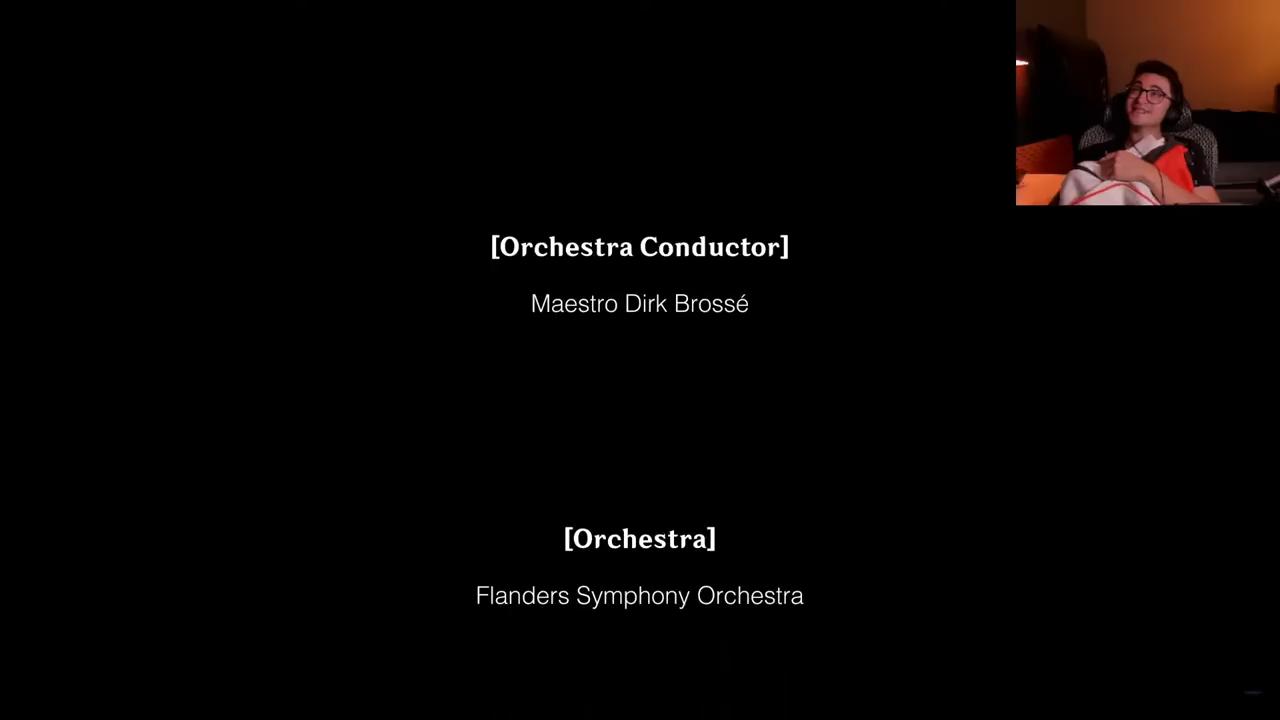 [Orchestra Conductor]
Maestro Dirk Brossé
[Orchestra]
Flanders Symphony Orchestra